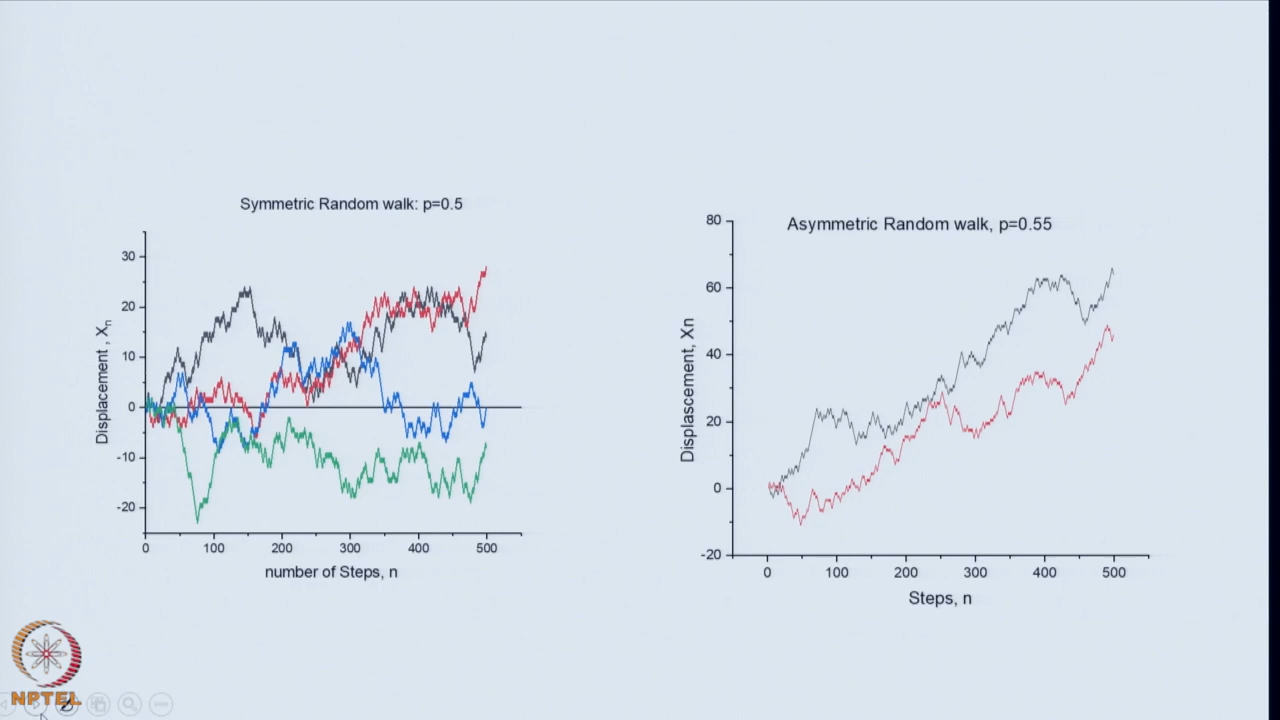 Symmetric Random walk: p=0.5
30
20
10
0
-10
-20
Displacement , Xn
0 100 200 300 400 500
number of Steps, n
Asymmetric Random walk, p=0.55
80
60
40
20
0
-20
Displascement, Xn
0 100 200 300 400 500
Steps, n
NPTEL